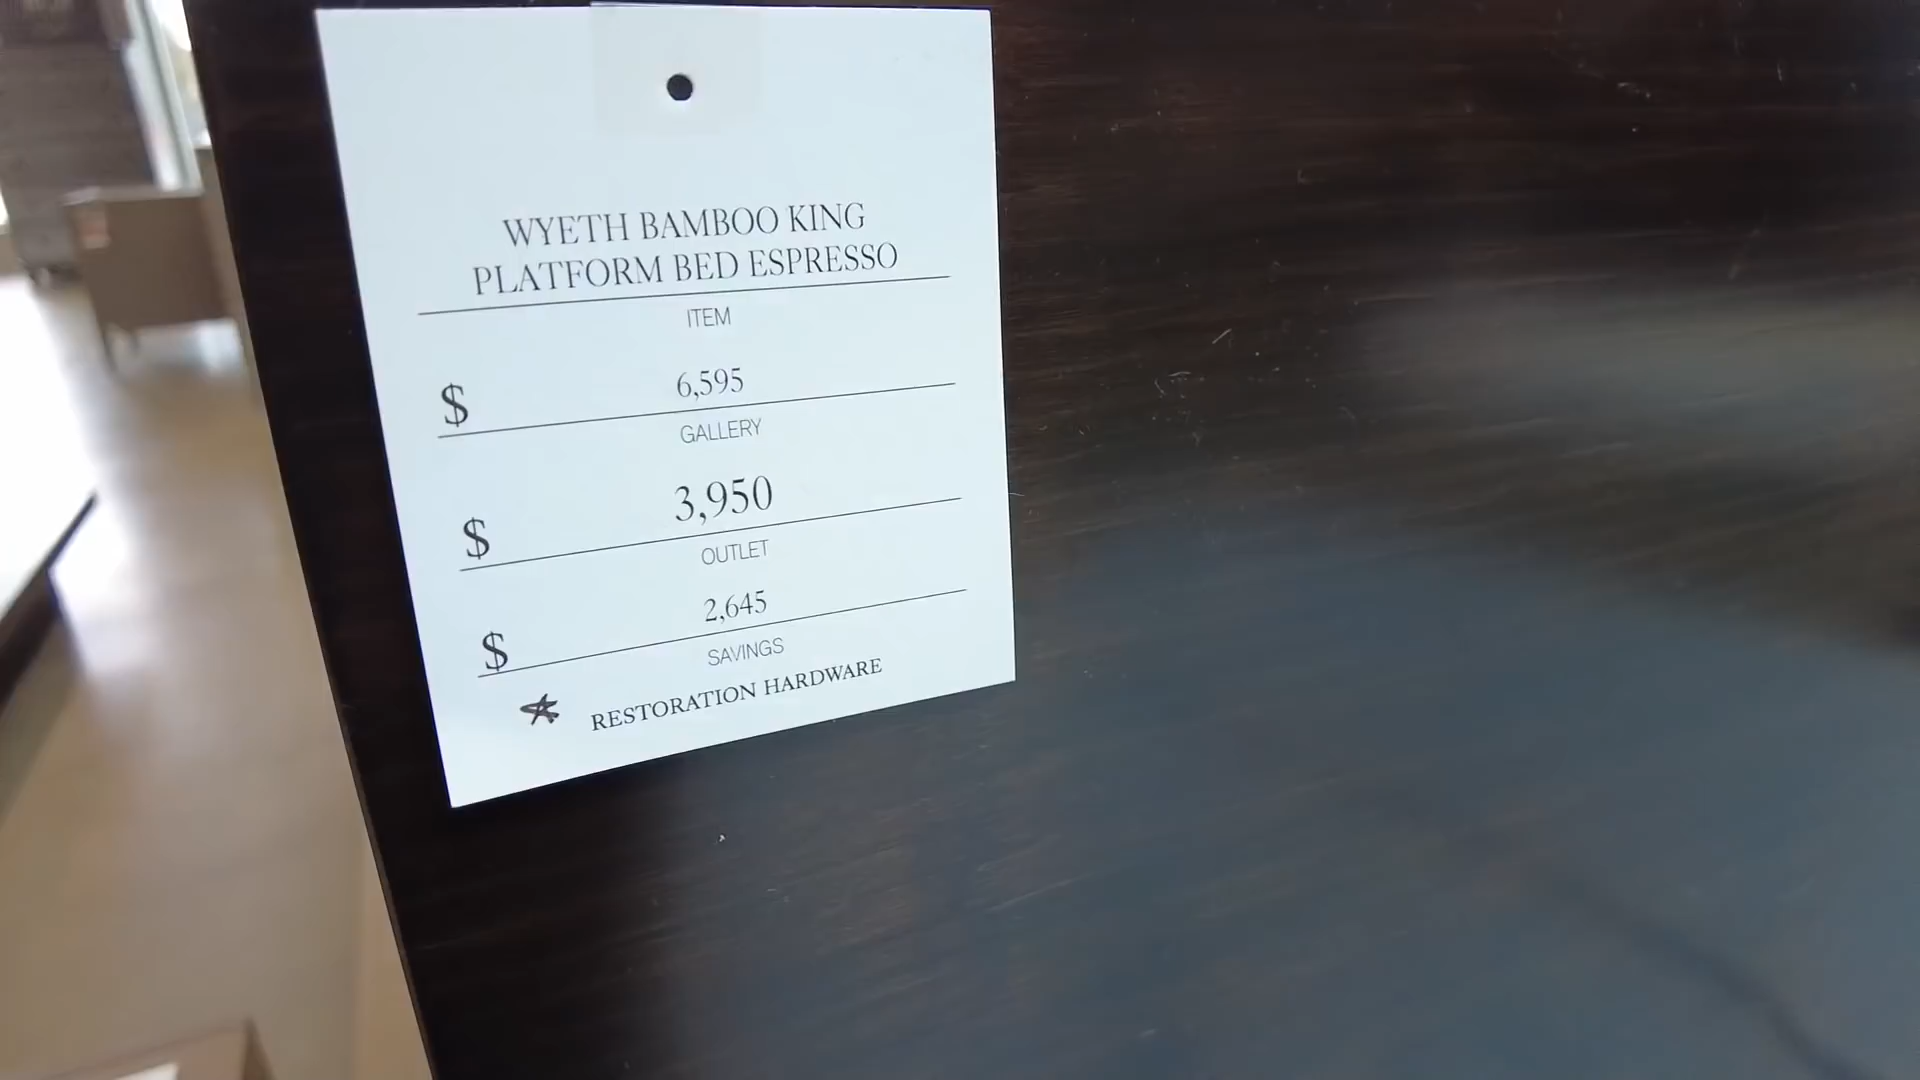 WYETH BAMBOO KING
PLATFORM BED ESPRESSO
ITEM
$ 6,595
GALLERY
$ 3,950
OUTLET
$ 2,645
SAVINGS
RESTORATION HARDWARE